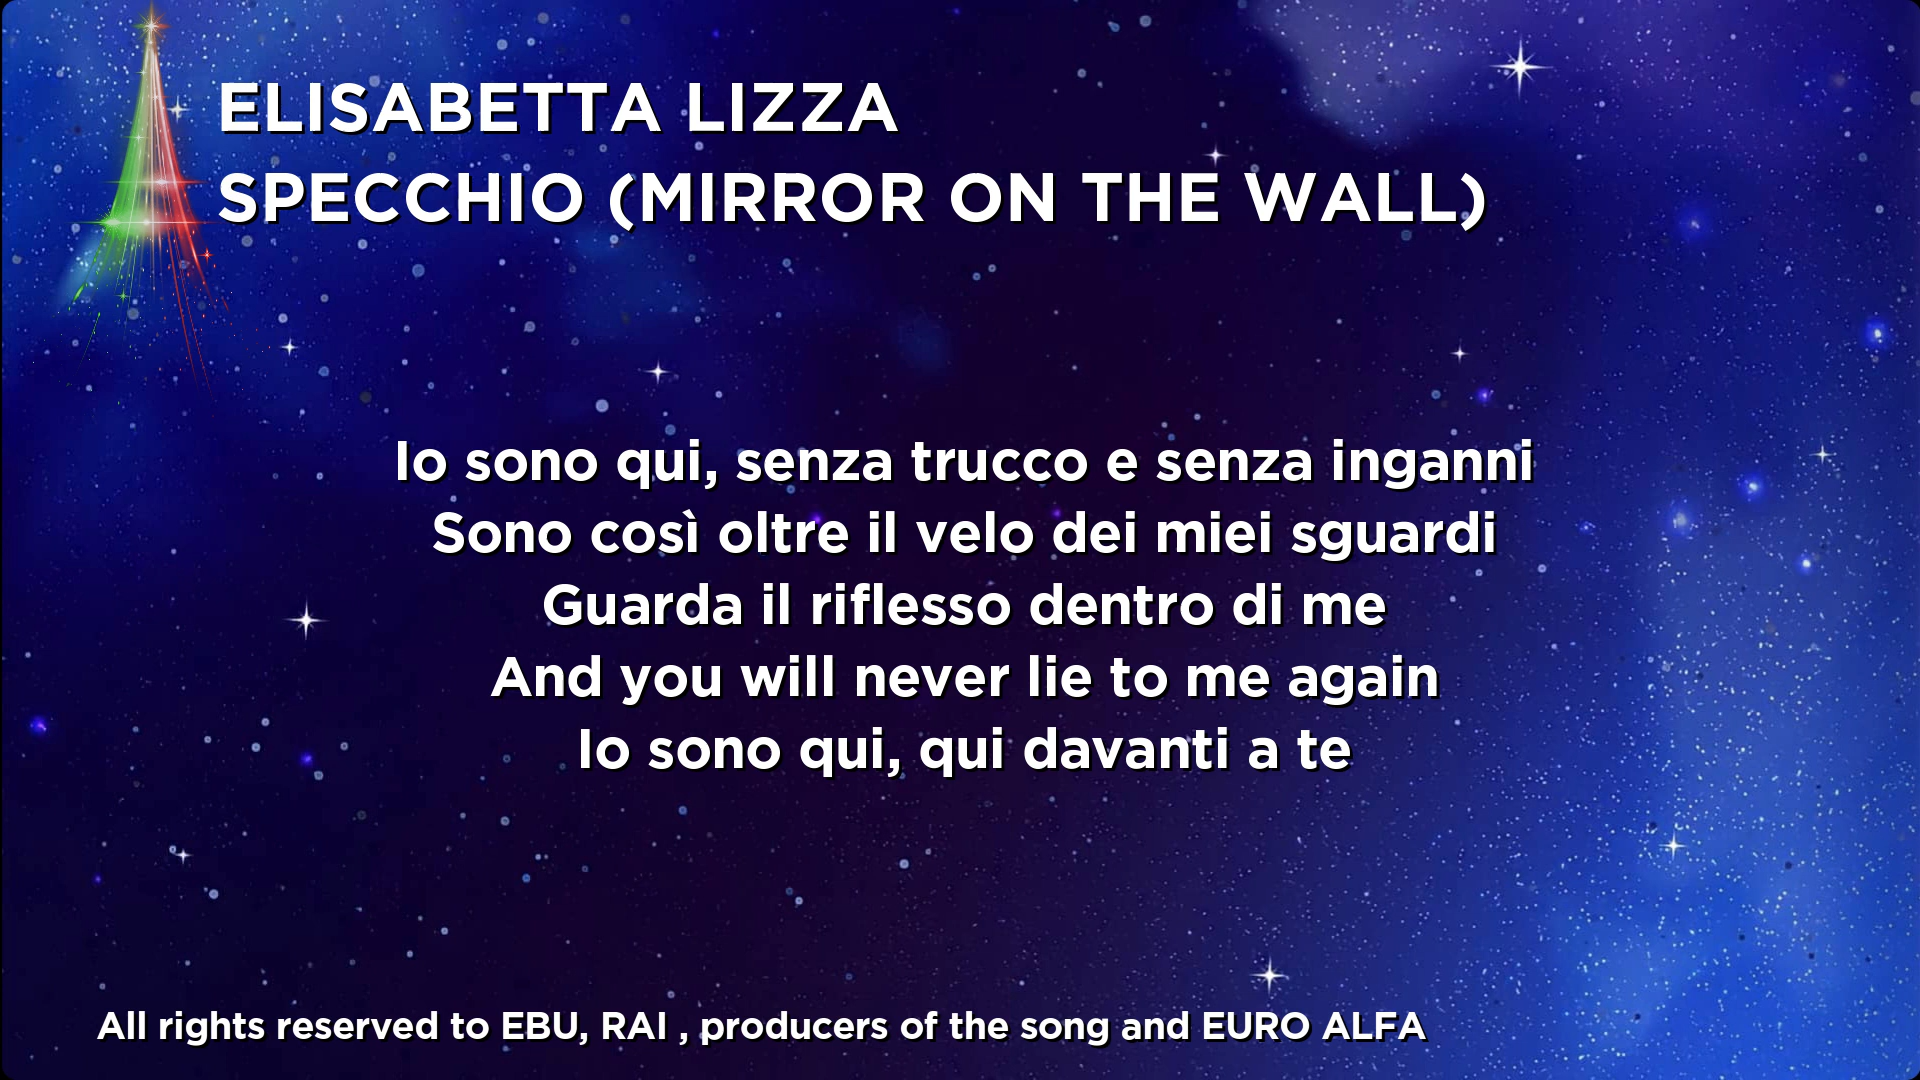 ELISABETTA LIZZA
SPECCHIO (MIRROR ON THE WALL)
Io sono qui, senza trucco e senza inganni
Sono così oltre il velo dei miei sguardi
Guarda il riflesso dentro di me
And you will never lie to me again
Io sono qui, qui davanti a te
All rights reserved to EBU, RAI , producers of the song and EURO ALFA